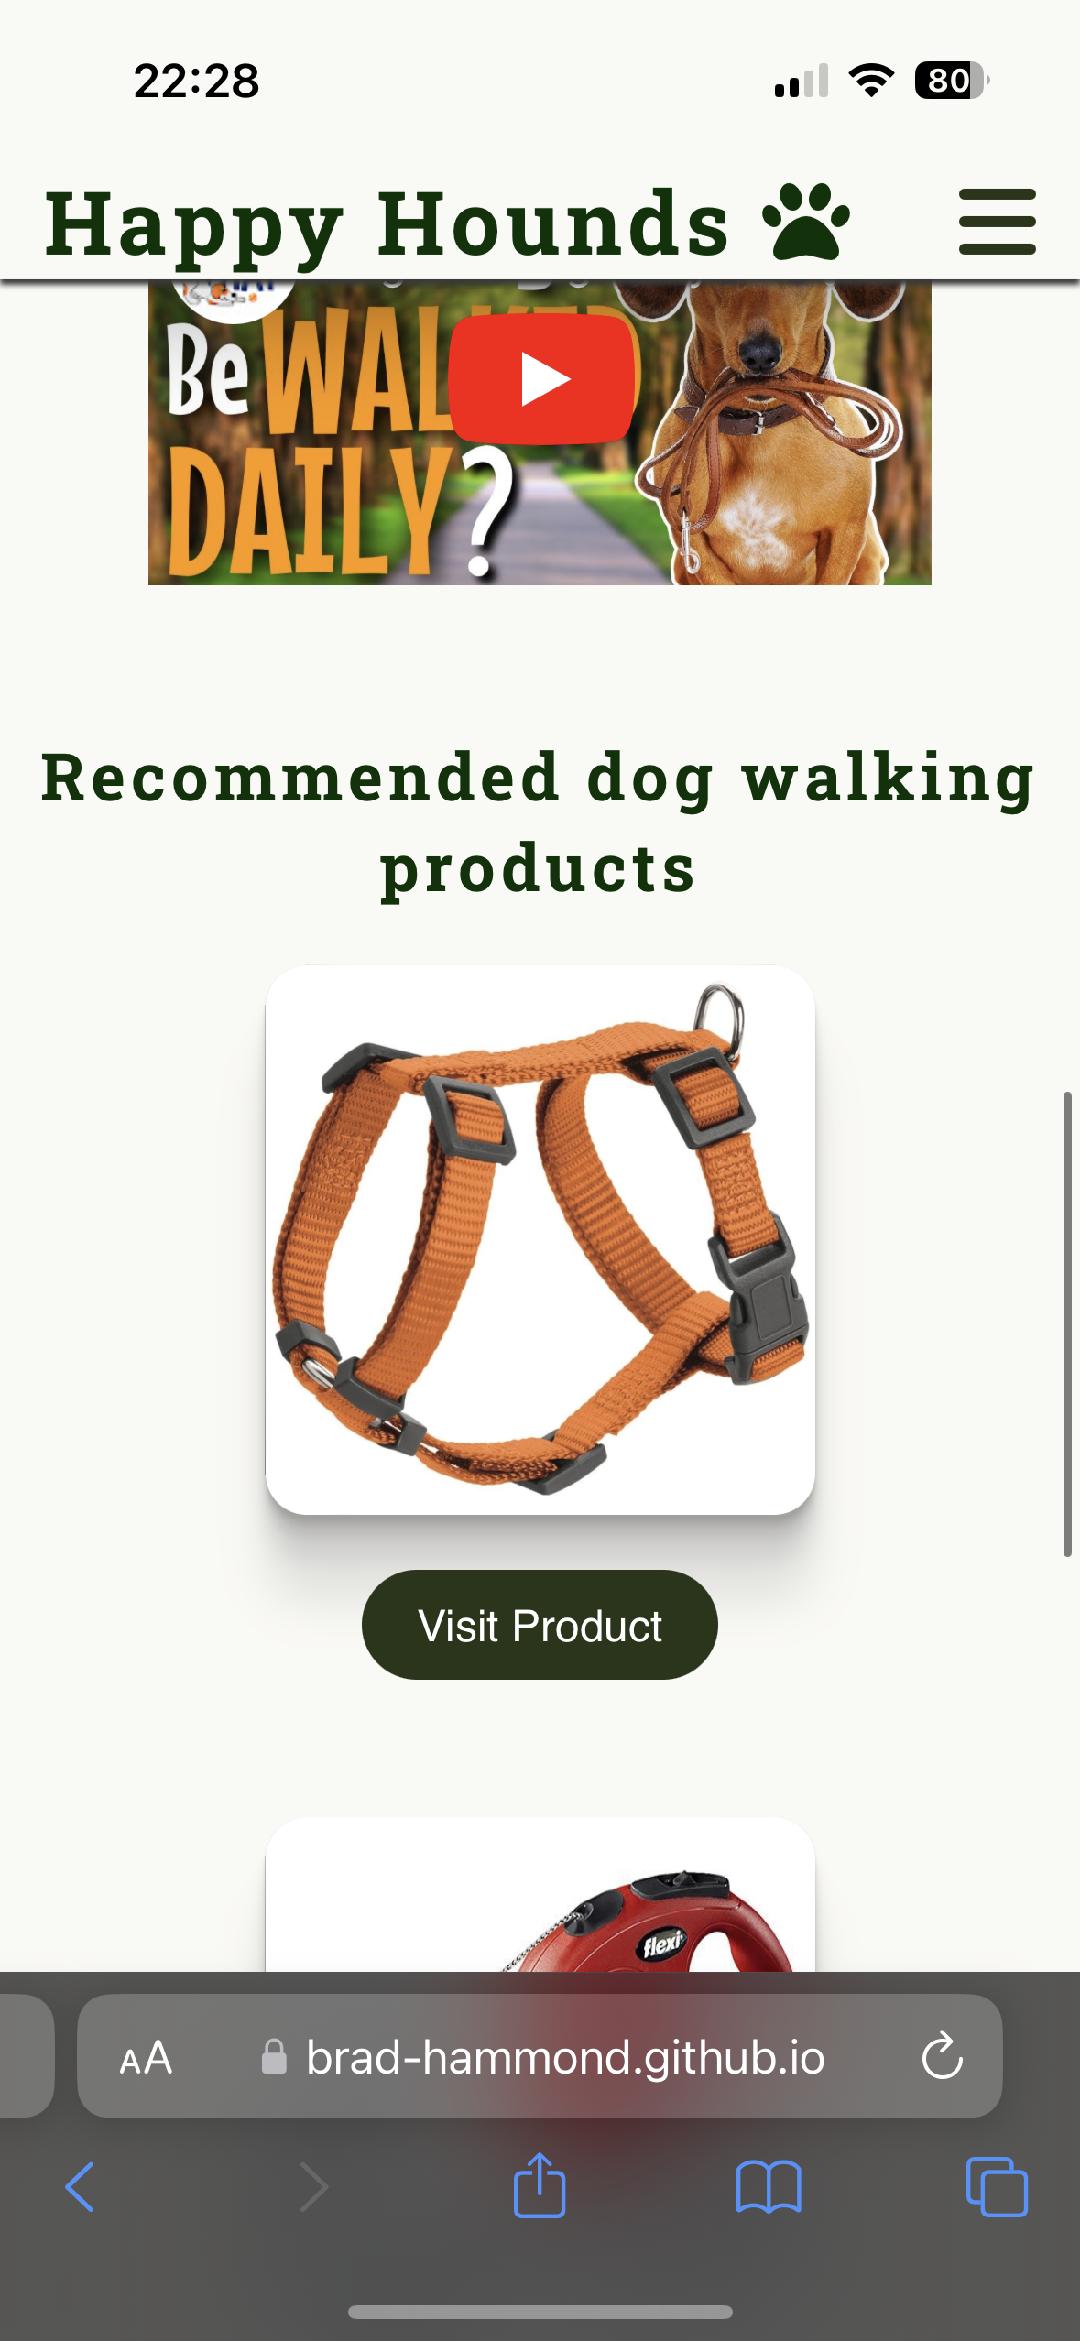 22:28
80
Happy Hounds
Be WALKED
DAILY?
Recommended dog walking
products
Visit Product
flexi
AA
brad-hammond.github.io